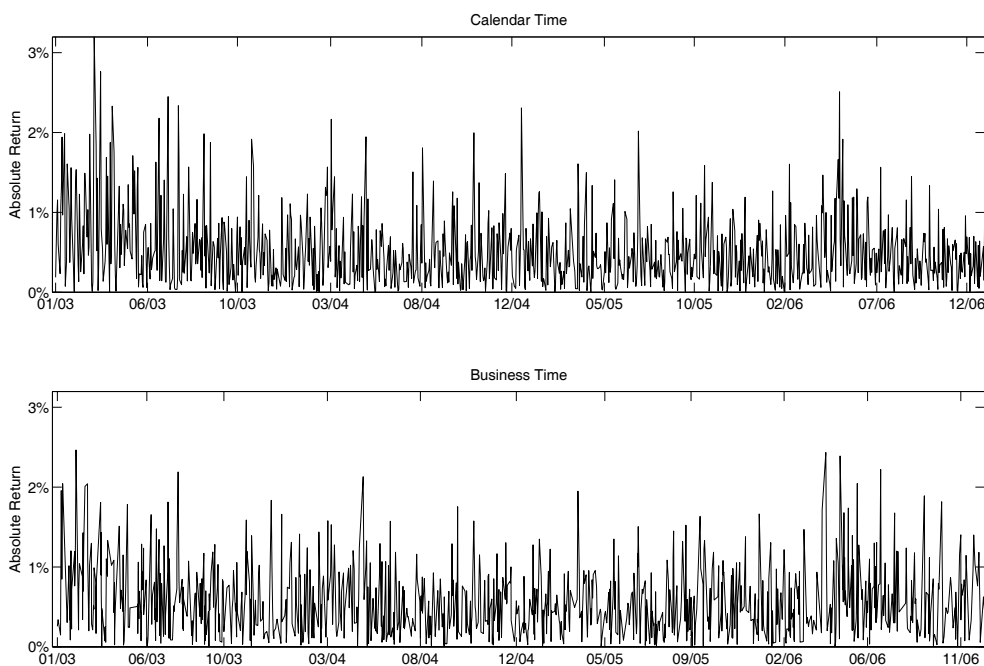 Calendar Time
3%
2%
1%
0%
Absolute Return
01/03 06/03 10/03 03/04 08/04 12/04 05/05 10/05 02/06 07/06 12/06
Business Time
3%
2%
1%
0%
Absolute Return
01/03 06/03 10/03 03/04 08/04 12/04 05/05 09/05 02/06 06/06 11/06